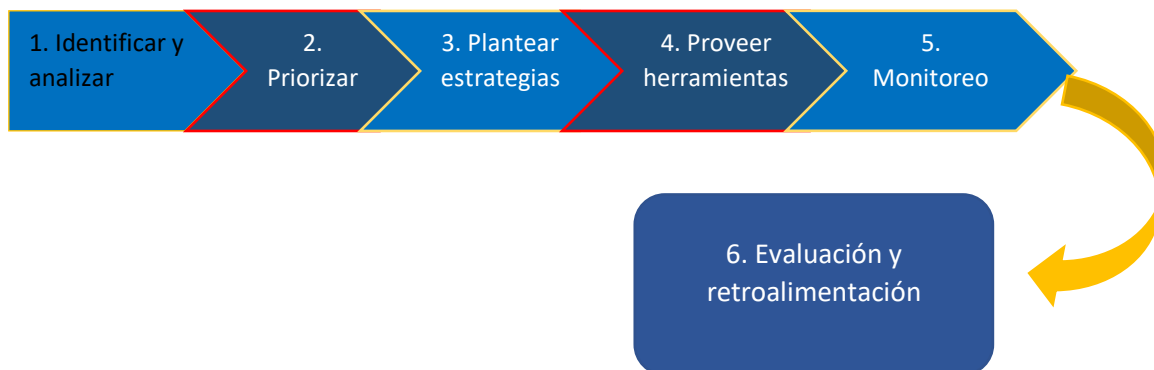 1. Identificar y
analizar
2.
Priorizar
3. Plantear
estrategias
4. Proveer
herramientas
5.
Monitoreo
6. Evaluación y
retroalimentación